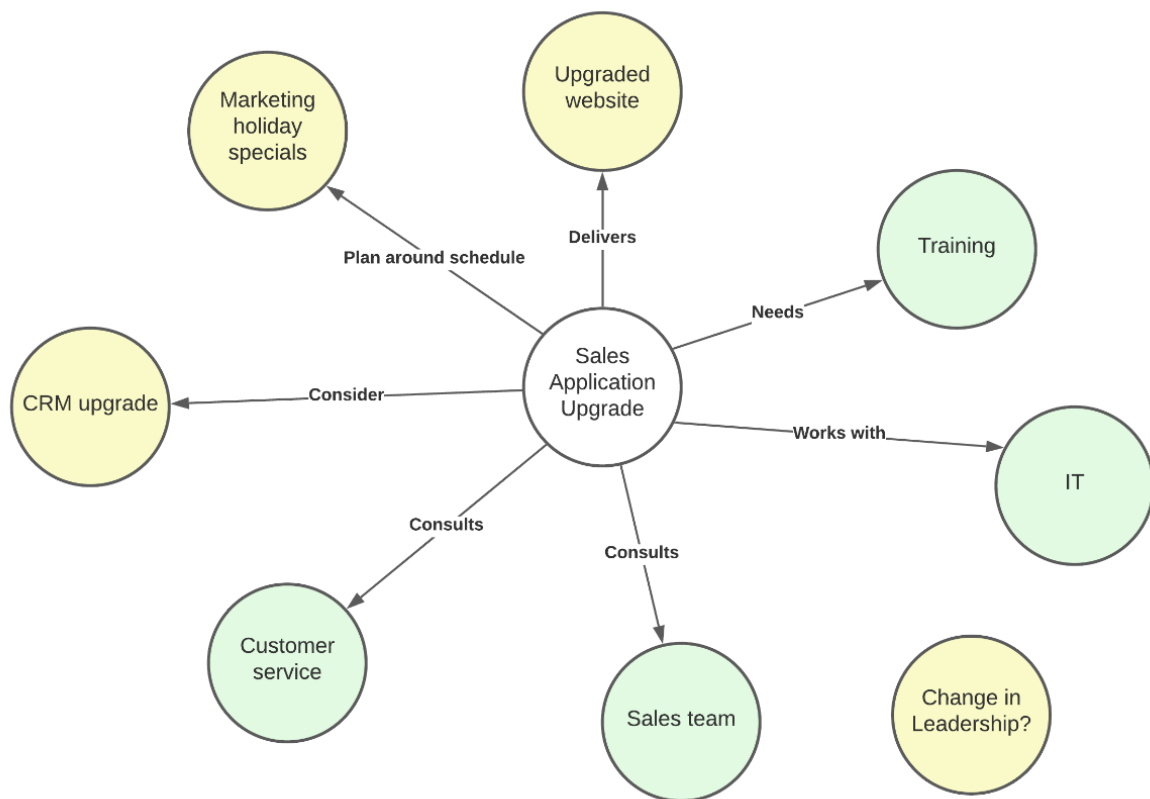 Upgraded
website
Marketing
holiday
specials
Delivers
Training
Plan around schedule
Needs
Sales
Application
Upgrade
CRM upgrade
Consider
Works with
IT
Consults
Consults
Customer
service
Sales team
Change in
Leadership?